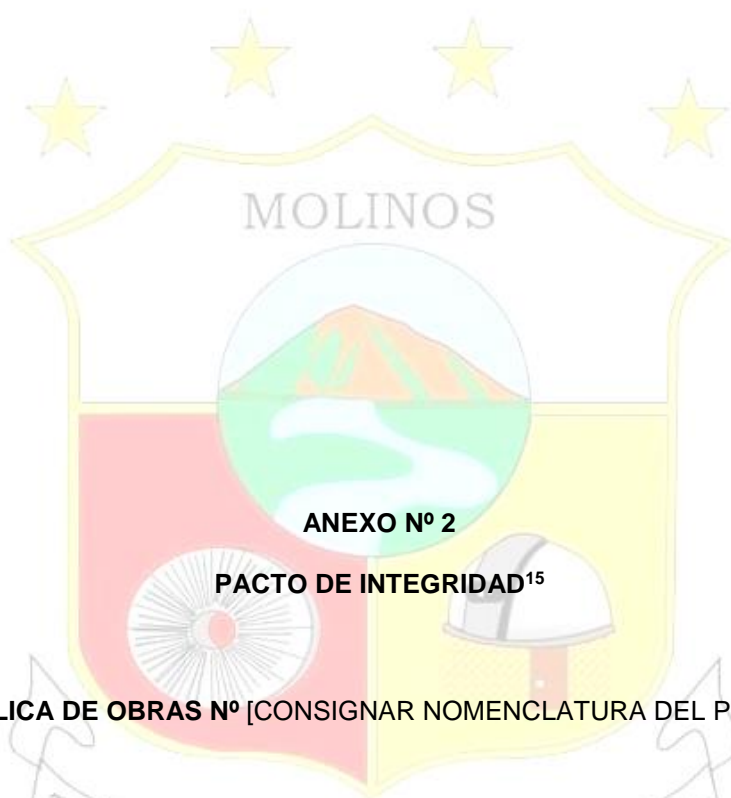 MOLINOS
ANEXO Nº 2
PACTO DE INTEGRIDAD¹⁵
LICA DE OBRAS Nº [CONSIGNAR NOMENCLATURA DEL P